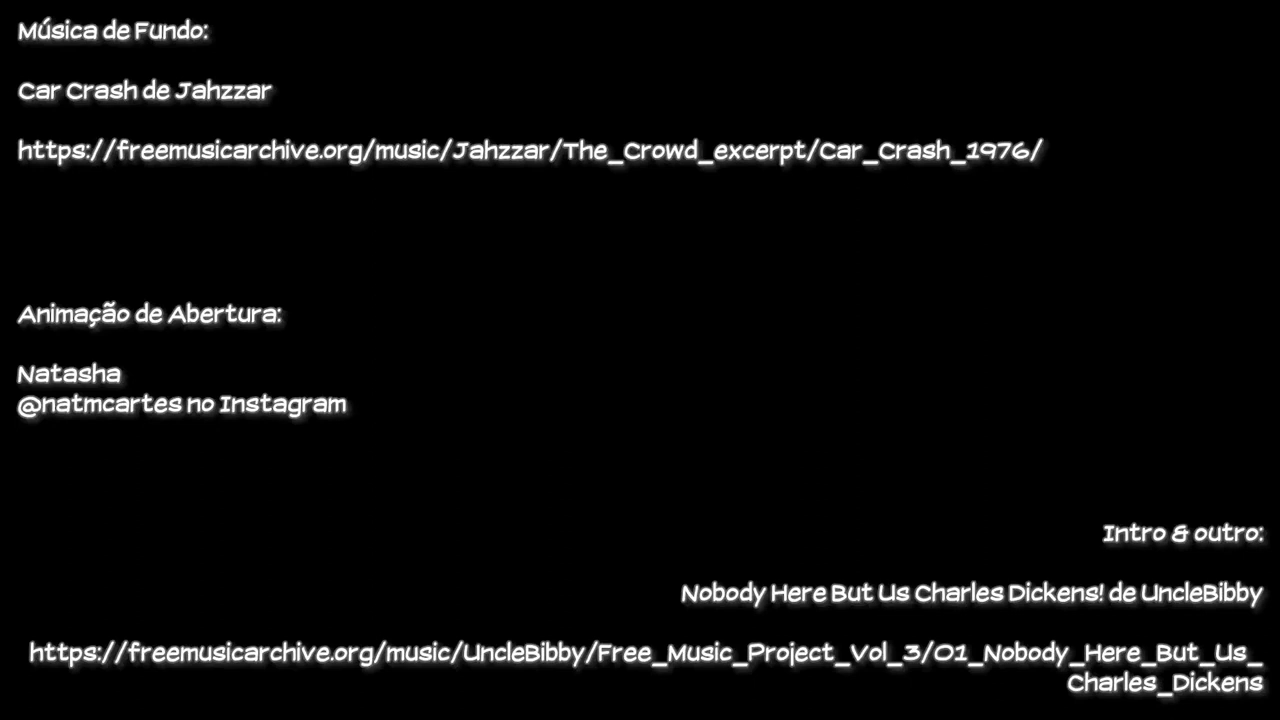 Música de Fundo:
Car Crash de Jahzzar
https://freemusicarchive.org/music/Jahzzar/The_Crowd_excerpt/Car_Crash_1976/
Animação de Abertura:
Natasha
@natmcartes no Instagram
Intro & outro:
Nobody Here But Us Charles Dickens! de UncleBibby
https://freemusicarchive.org/music/UncleBibby/Free_Music_Project_Vol_3/01_Nobody_Here_But_Us_
Charles_Dickens